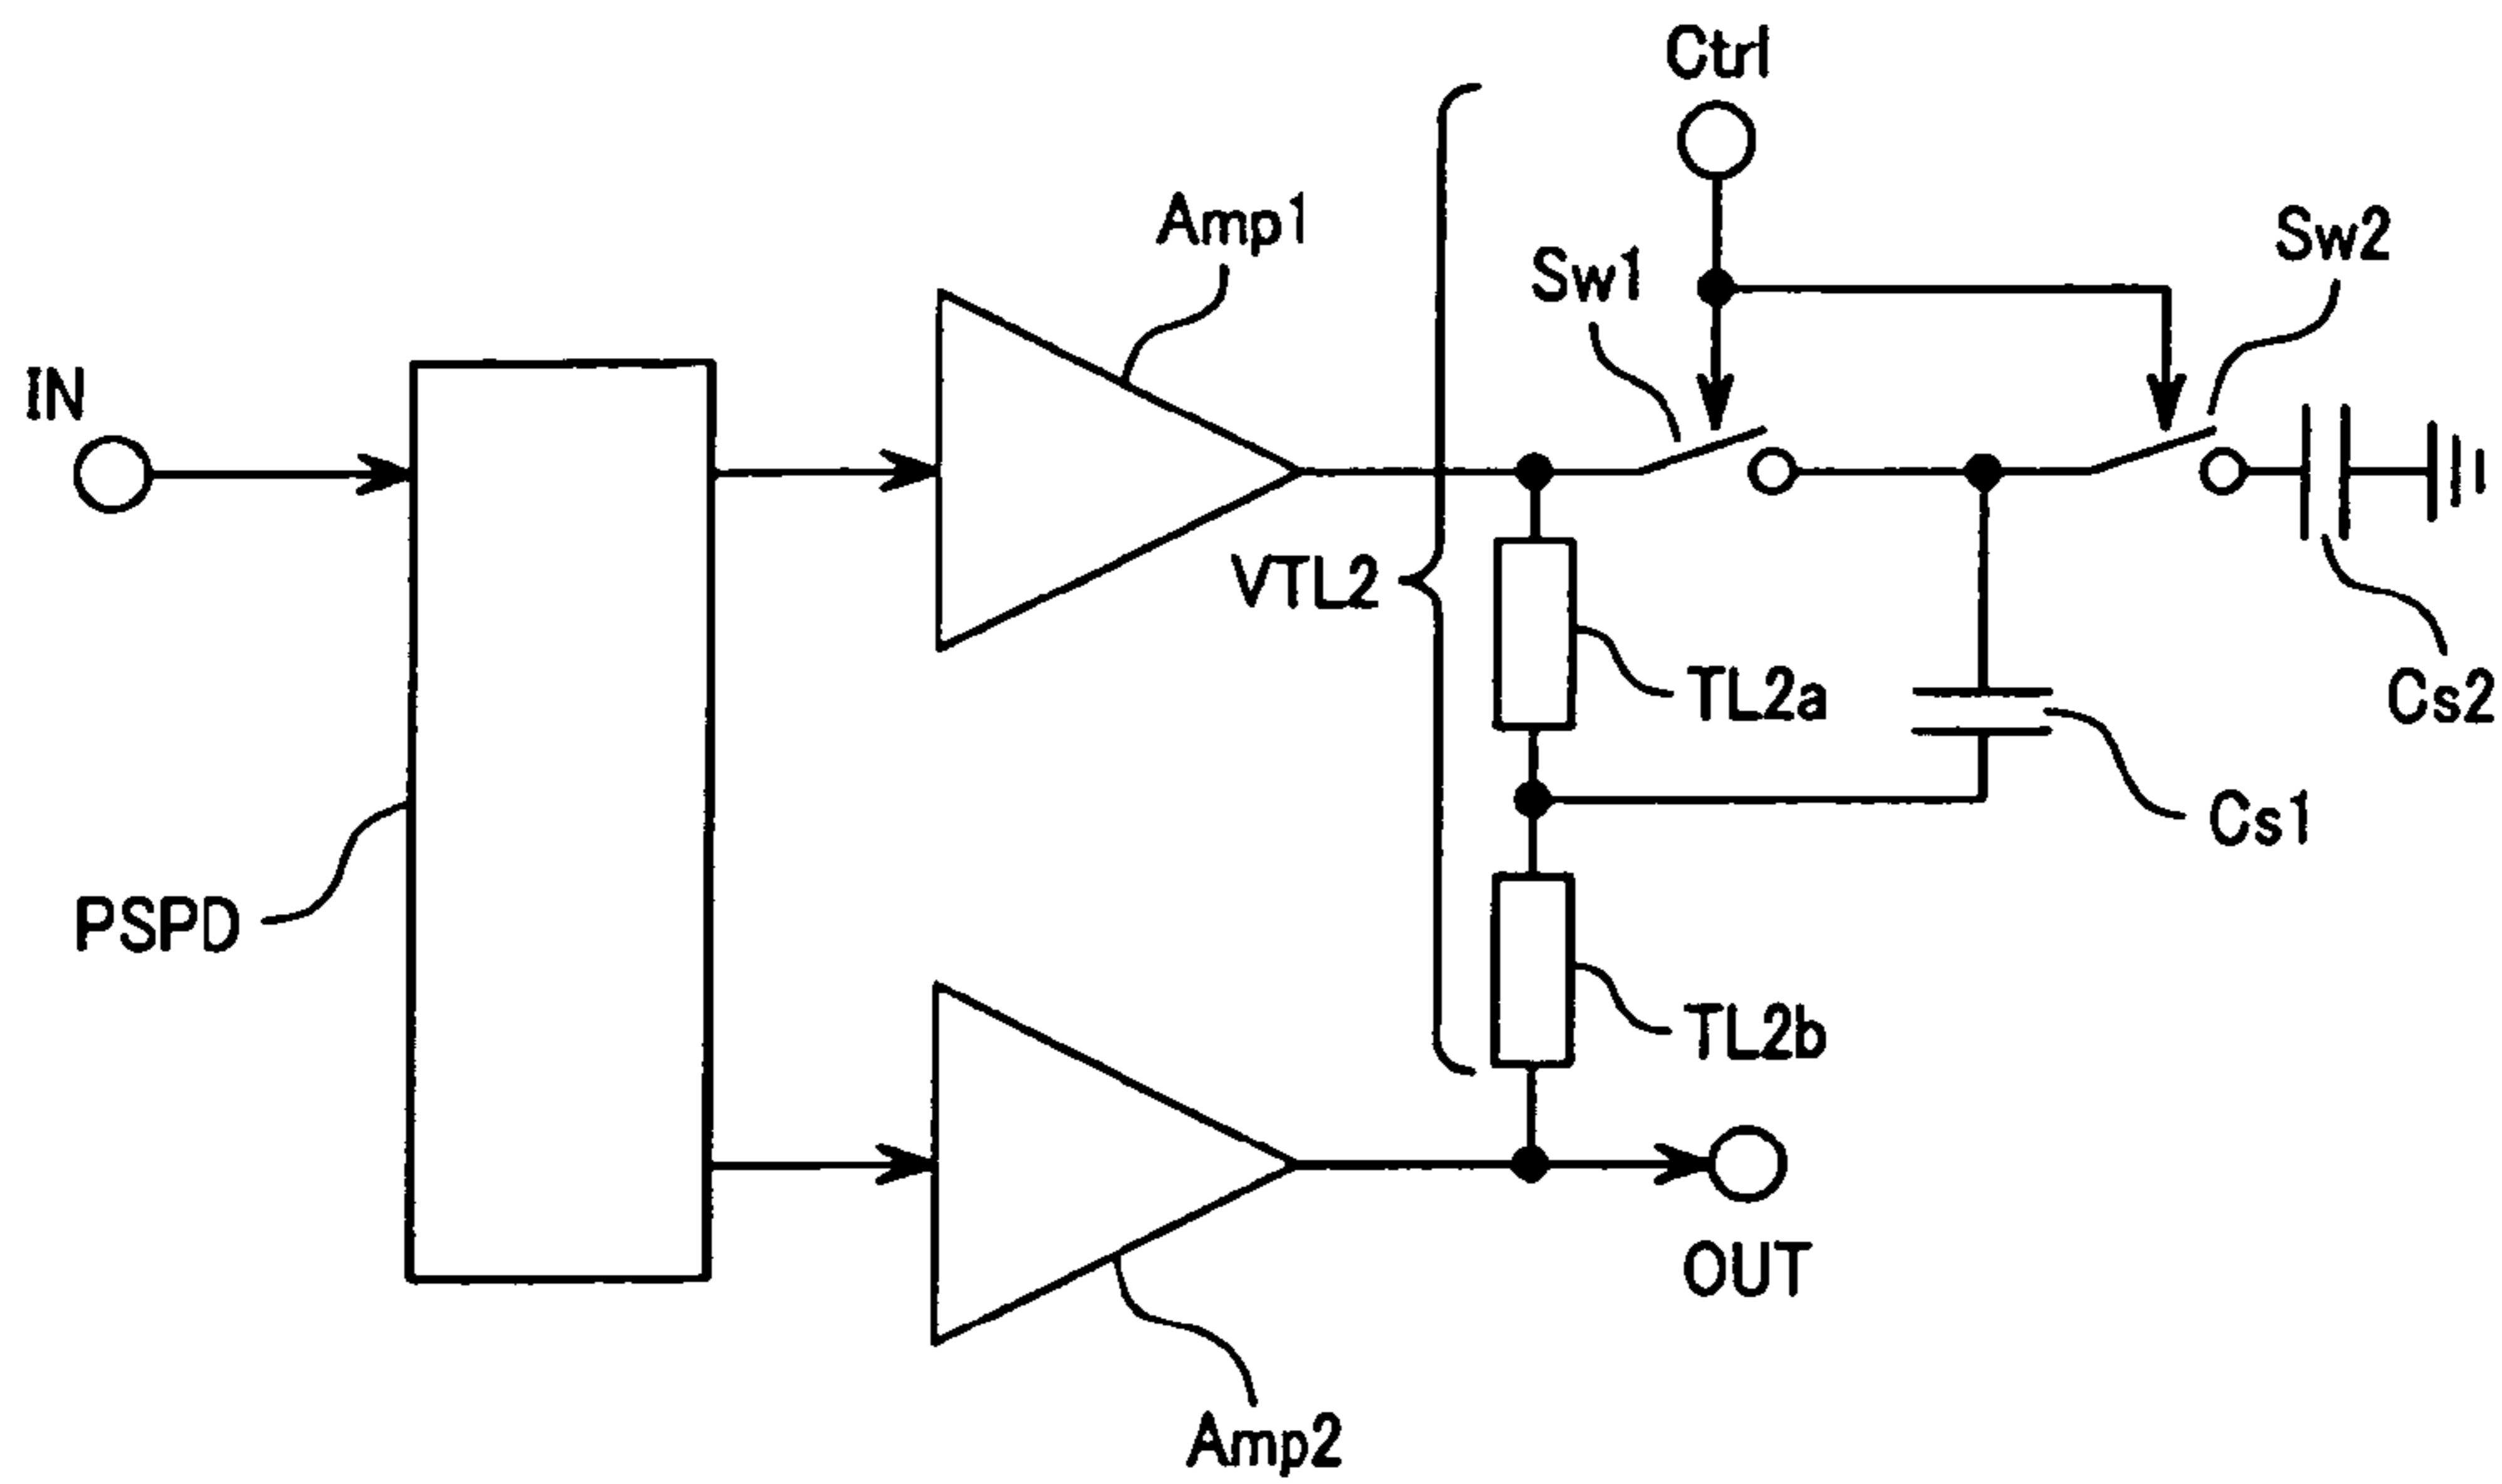 Ctrl
Amp1
Sw1
Sw2
IN
VTL2
TL2a
Cs2
Cs1
PSPD
TL2b
OUT
Amp2